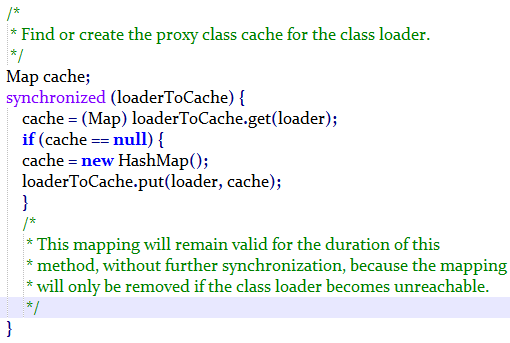 /*
* Find or create the proxy class cache for the class loader.
*/
Map cache;
synchronized (loaderToCache) {
cache = (Map) loaderToCache.get(loader);
if (cache == null) {
cache = new HashMap();
loaderToCache.put(loader, cache);
}
/*
* This mapping will remain valid for the duration of this
* method, without further synchronization, because the mapping
* will only be removed if the class loader becomes unreachable.
*/
}